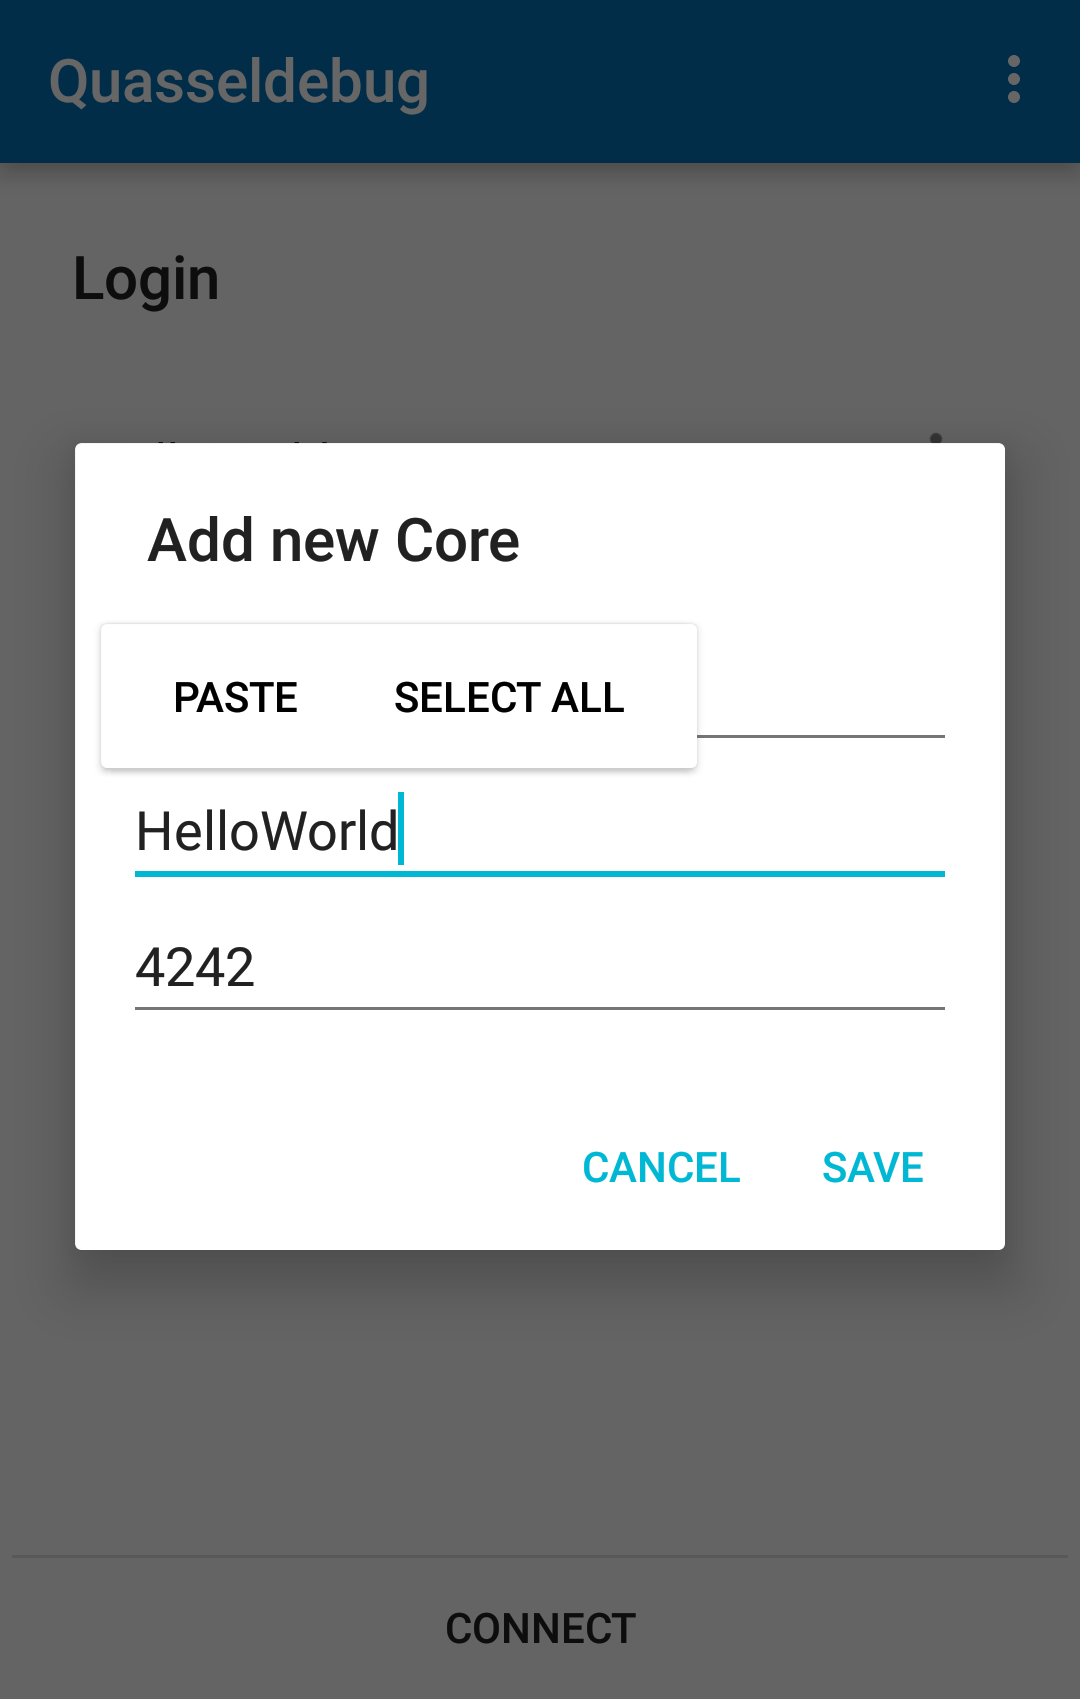 Quasseldebug
Login
Add new Core
PASTE SELECT ALL
HelloWorld
4242
CANCEL SAVE
CONNECT